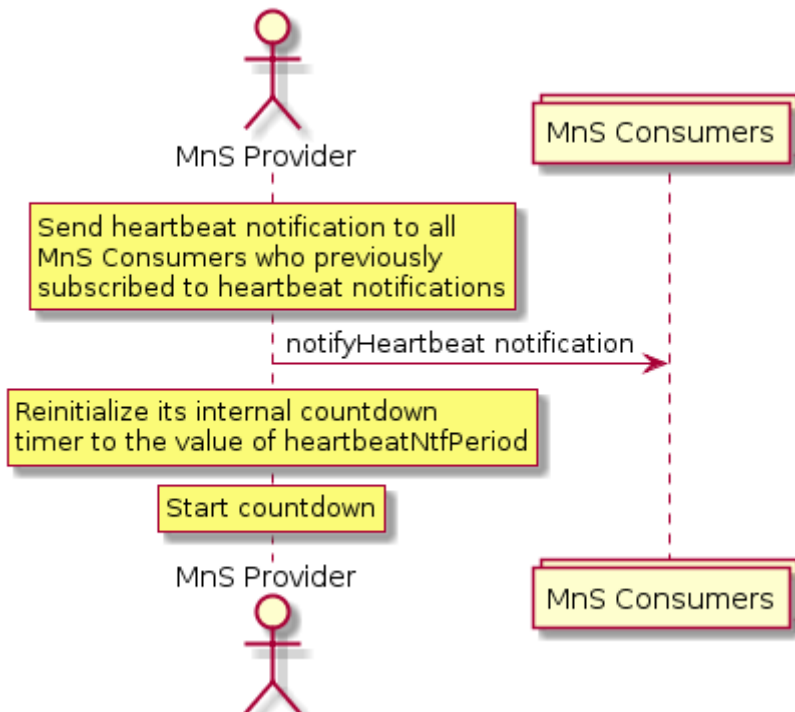 MnS Provider
MnS Consumers
Send heartbeat notification to all
MnS Consumers who previously
subscribed to heartbeat notifications
notifyHeartbeat notification
Reinitialize its internal countdown
timer to the value of heartbeatNtfPeriod
Start countdown
MnS Provider
MnS Consumers